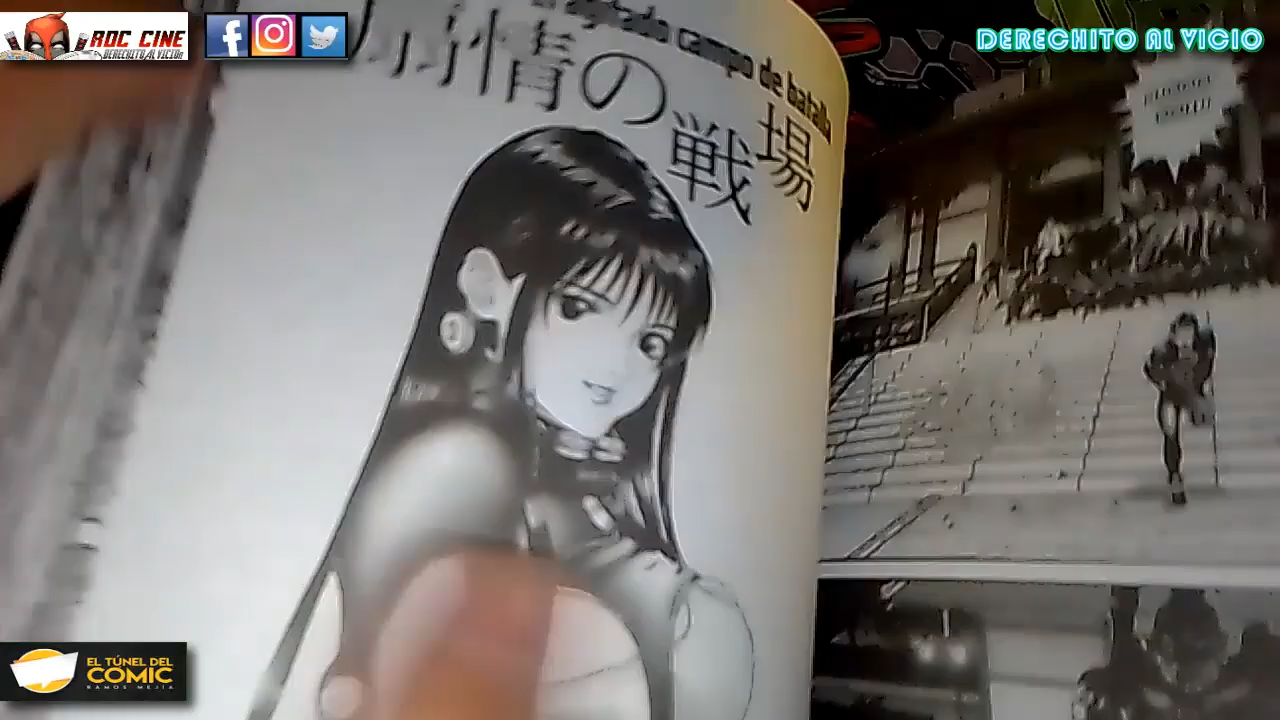 ROC CINE
DERECHITO AL VICIO
DERECHITO AL VICIO
agitado campo de batalla
情の戦場
EL TÚNEL DEL
COMIC
RAMOS MEJÍA